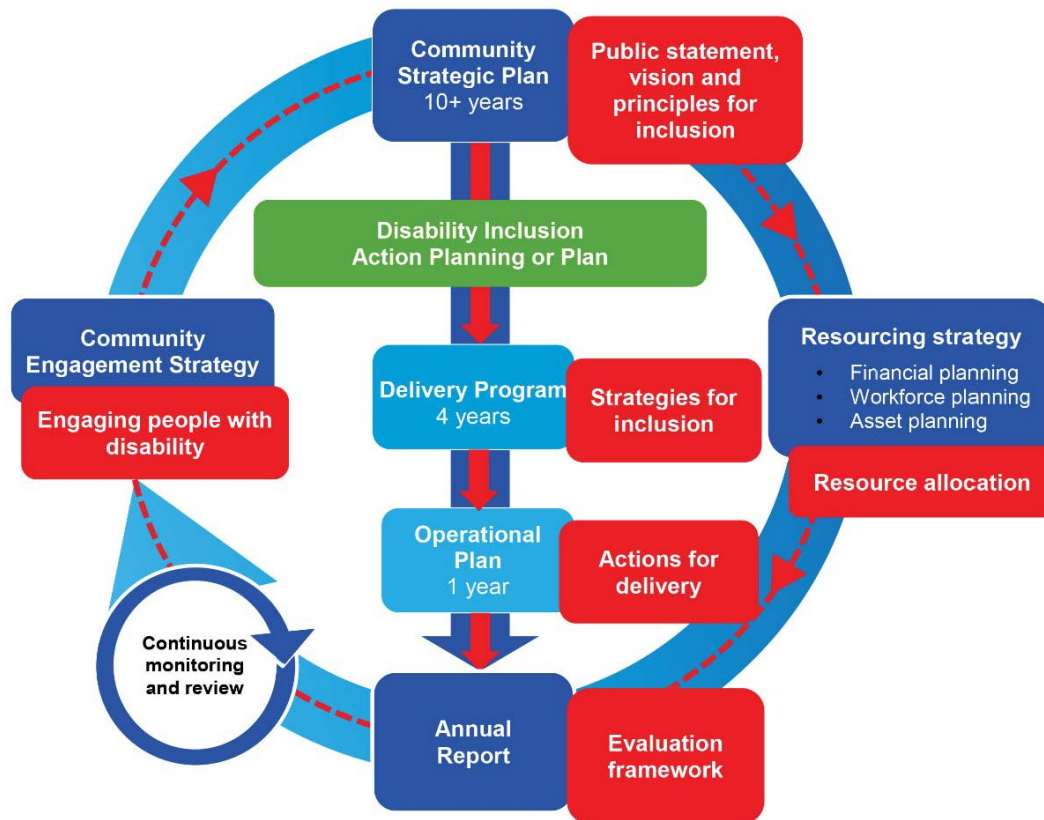 Community
Strategic Plan
10+ years
Public statement,
vision and
principles for
inclusion
Disability Inclusion
Action Planning or Plan
Community
Engagement Strategy
Engaging people with
disability
Delivery Program
4 years
Strategies for
inclusion
Resourcing strategy
• Financial planning
• Workforce planning
• Asset planning
Resource allocation
Operational
Plan
1 year
Actions for
delivery
Continuous
monitoring
and review
Annual
Report
Evaluation
framework